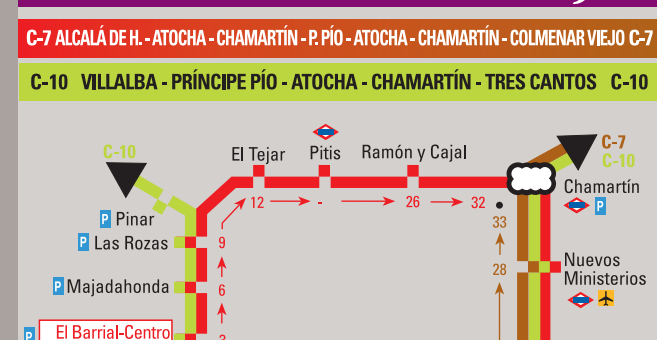 C-7 ALCALÁ DE H. - ATOCHA - CHAMARTÍN - P. PÍO - ATOCHA - CHAMARTÍN - COLMENAR VIEJO C-7
C-10 VILLALBA - PRÍNCIPE PÍO - ATOCHA - CHAMARTÍN - TRES CANTOS C-10
C-10
El Tejar
Pitis
Ramón y Cajal
C-7
C-10
Chamartín
P
12
-
26
32
33
P Pinar
P Las Rozas
9
28
Nuevos
Ministerios
P Majadahonda
6
P El Barrial-Centro
3